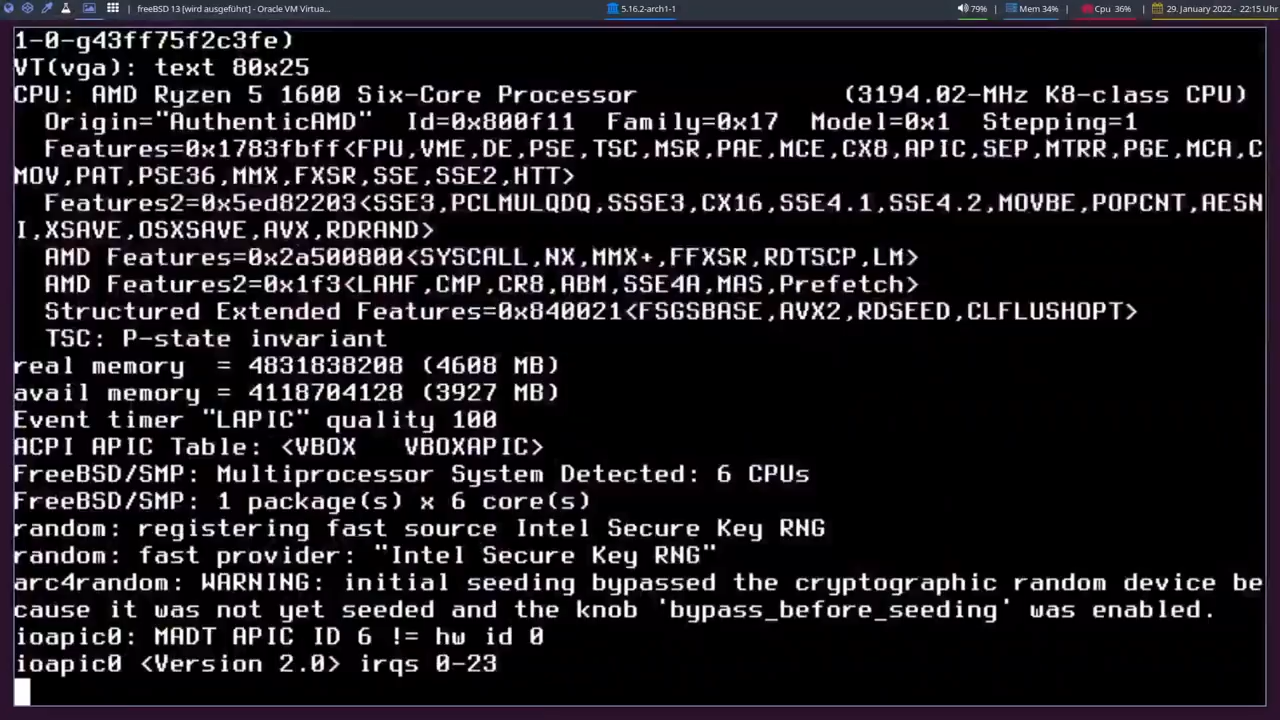 freeBSD 13 [wird ausgeführt] - Oracle VM Virtua...
5.16.2-arch1-1
79%
Mem 34%
Cpu 36%
29. January 2022 - 22:15 Uhr
1-0-g43ff75f2c3fe)
VT(vga): text 80x25
CPU: AMD Ryzen 5 1600 Six-Core Processor (3194.02-MHz K8-class CPU)
Origin="AuthenticAMD" Id=0x800f11 Family=0x17 Model=0x1 Stepping=1
Features=0x1783fbff<FPU,VME,DE,PSE,TSC,MSR,PAE,MCE,CX8,APIC,SEP,MTRR,PGE,MCA,C
MOV,PAT,PSE36,MMX,FXSR,SSE,SSE2,HTT>
Features2=0x5ed82203<SSE3,PCLMULQDQ,SSSE3,CX16,SSE4.1,SSE4.2,MOVBE,POPCNT,AESN
I,XSAVE,OSXSAVE,AVX,RDRAND>
AMD Features=0x2a500800<SYSCALL,NX,MMX+,FFXSR,RDTSCP,LM>
AMD Features2=0x1f3<LAHF,CMP,CR8,ABM,SSE4A,MAS,Prefetch>
Structured Extended Features=0x840021<FSGSBASE,AVX2,RDSEED,CLFLUSHOPT>
TSC: P-state invariant
real memory = 4831838208 (4608 MB)
avail memory = 4118704128 (3927 MB)
Event timer "LAPIC" quality 100
ACPI APIC Table: <VBOX VBOXAPIC>
FreeBSD/SMP: Multiprocessor System Detected: 6 CPUs
FreeBSD/SMP: 1 package(s) x 6 core(s)
random: registering fast source Intel Secure Key RNG
random: fast provider: "Intel Secure Key RNG"
arc4random: WARNING: initial seeding bypassed the cryptographic random device be
cause it was not yet seeded and the knob 'bypass_before_seeding' was enabled.
ioapic0: MADT APIC ID 6 != hw id 0
ioapic0 <Version 2.0> irqs 0-23